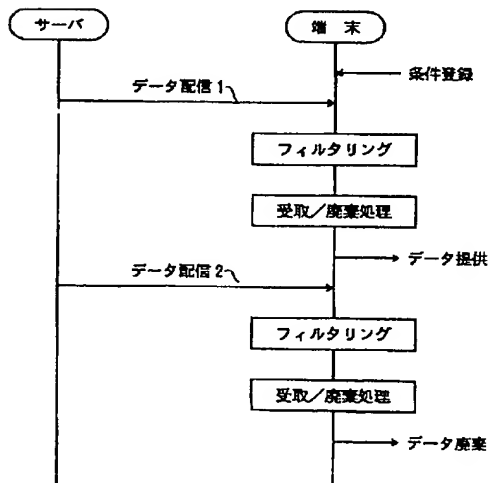 サーバ
端 末
条件登録
データ配信1
フィルタリング
受取／廃棄処理
データ提供
データ配信2
フィルタリング
受取／廃棄処理
データ廃棄